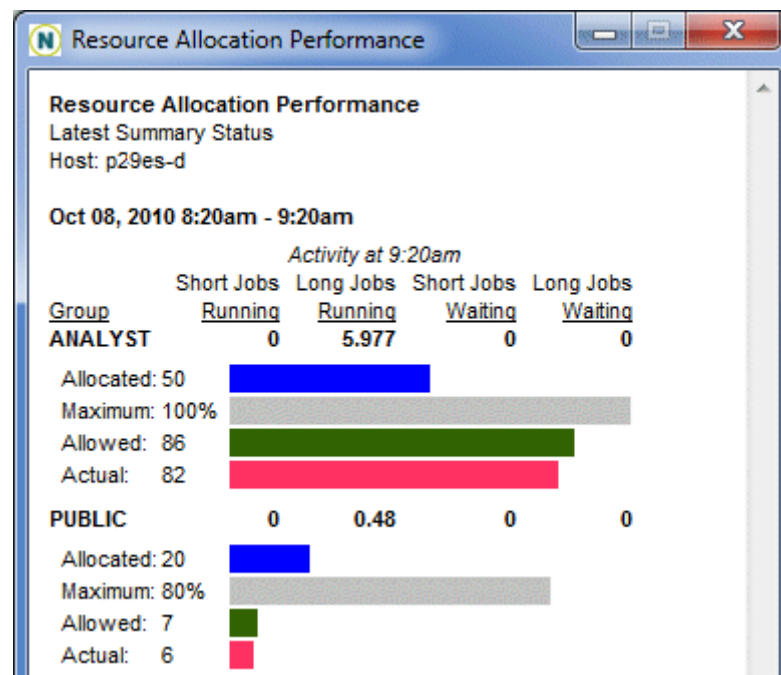 N Resource Allocation Performance
X
Resource Allocation Performance
Latest Summary Status
Host: p29es-d
Oct 08, 2010 8:20am - 9:20am
Activity at 9:20am
Short Jobs Long Jobs Short Jobs Long Jobs
Group Running Running Waiting Waiting
ANALYST 0 5.977 0 0
Allocated: 50
Maximum: 100%
Allowed: 86
Actual: 82
PUBLIC 0 0.48 0 0
Allocated: 20
Maximum: 80%
Allowed: 7
Actual: 6